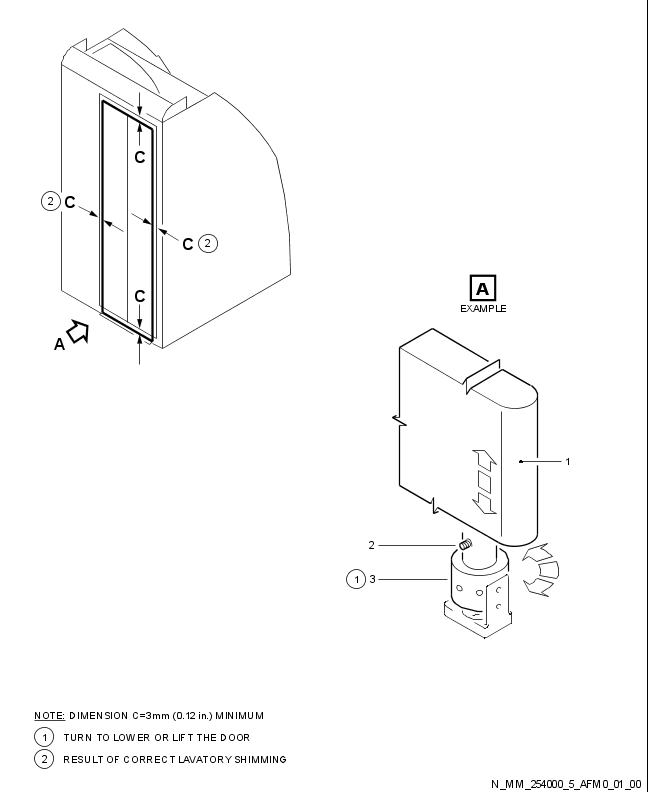 C
2 C
C 2
C
A
A
EXAMPLE
1
2
1 3
NOTE: DIMENSION C=3mm (0.12 in.) MINIMUM
1 TURN TO LOWER OR LIFT THE DOOR
2 RESULT OF CORRECT LAVATORY SHIMMING
N_MM_254000_5_AFM0_01_00